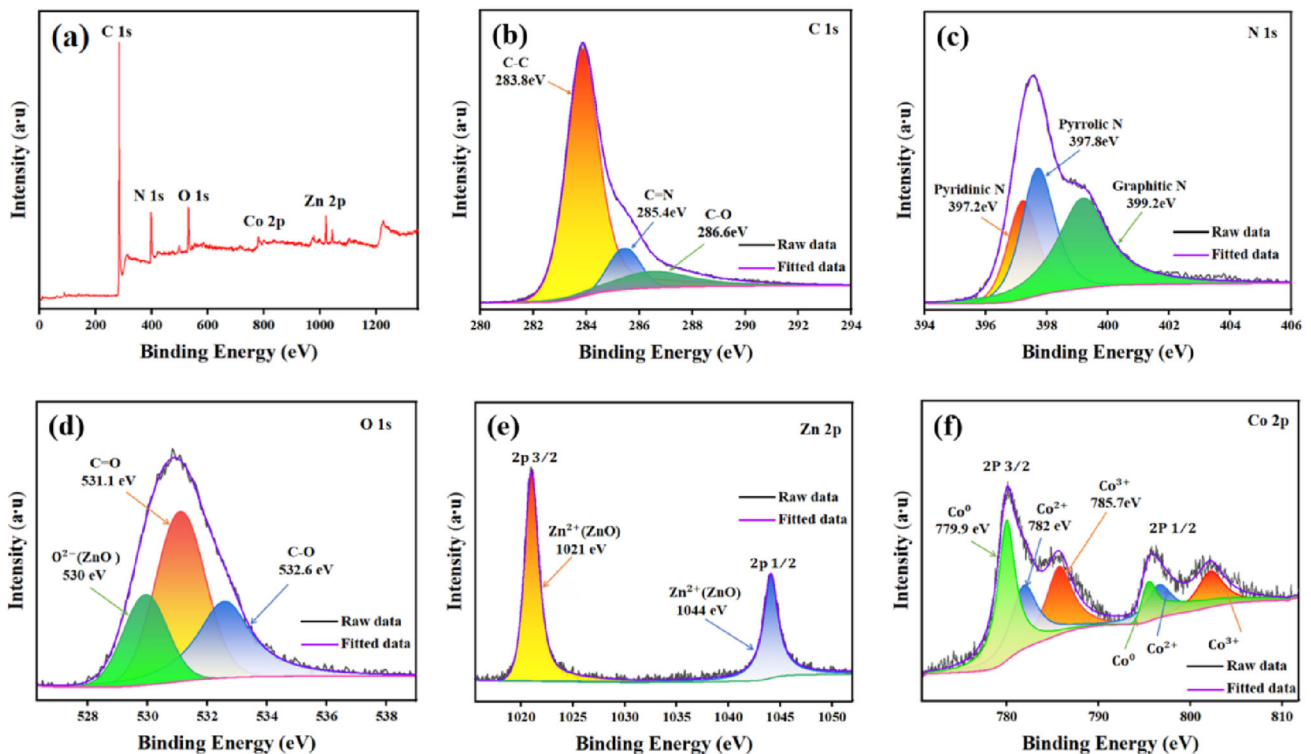 (a)
C 1s
N 1s
O 1s
Co 2p
Zn 2p
Intensity (a·u)
0 200 400 600 800 1000 1200
Binding Energy (eV)
(b)
C 1s
C-C
283.8eV
C=N
285.4eV
C-O
286.6eV
Raw data
Fitted data
Intensity (a·u)
280 282 284 286 288 290 292 294
Binding Energy (eV)
(c)
N 1s
Pyrrolic N
397.8eV
Pyridinic N
397.2eV
Graphitic N
399.2eV
Raw data
Fitted data
Intensity (a·u)
394 396 398 400 402 404 406
Binding Energy (eV)
(d)
O 1s
C=O
531.1 eV
O²⁻(ZnO)
530 eV
C-O
532.6 eV
Raw data
Fitted data
Intensity (a·u)
528 530 532 534 536 538
Binding Energy (eV)
(e)
Zn 2p
2p 3/2
Zn²⁺(ZnO)
1021 eV
2p 1/2
Zn²⁺(ZnO)
1044 eV
Raw data
Fitted data
Intensity (a·u)
1020 1025 1030 1035 1040 1045 1050
Binding Energy (eV)
(f)
Co 2p
2P 3/2
Co⁰
779.9 eV
Co²⁺
782 eV
Co³⁺
785.7eV
2P 1/2
Co⁰
Co²⁺
Co³⁺
Raw data
Fitted data
Intensity (a·u)
780 790 800 810
Binding Energy (eV)